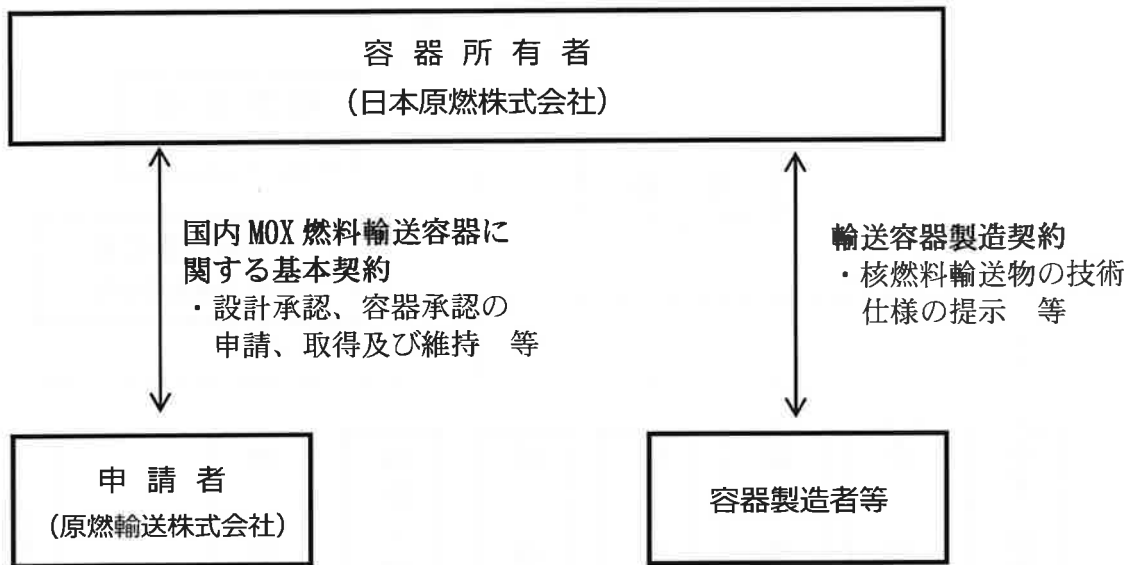 容器所有者
(日本原燃株式会社)
国内 MOX 燃料輸送容器に
関する基本契約
・設計承認、容器承認の
申請、取得及び維持　等
輸送容器製造契約
・核燃料輸送物の技術
仕様の提示　等
申請者
(原燃輸送株式会社)
容器製造者等